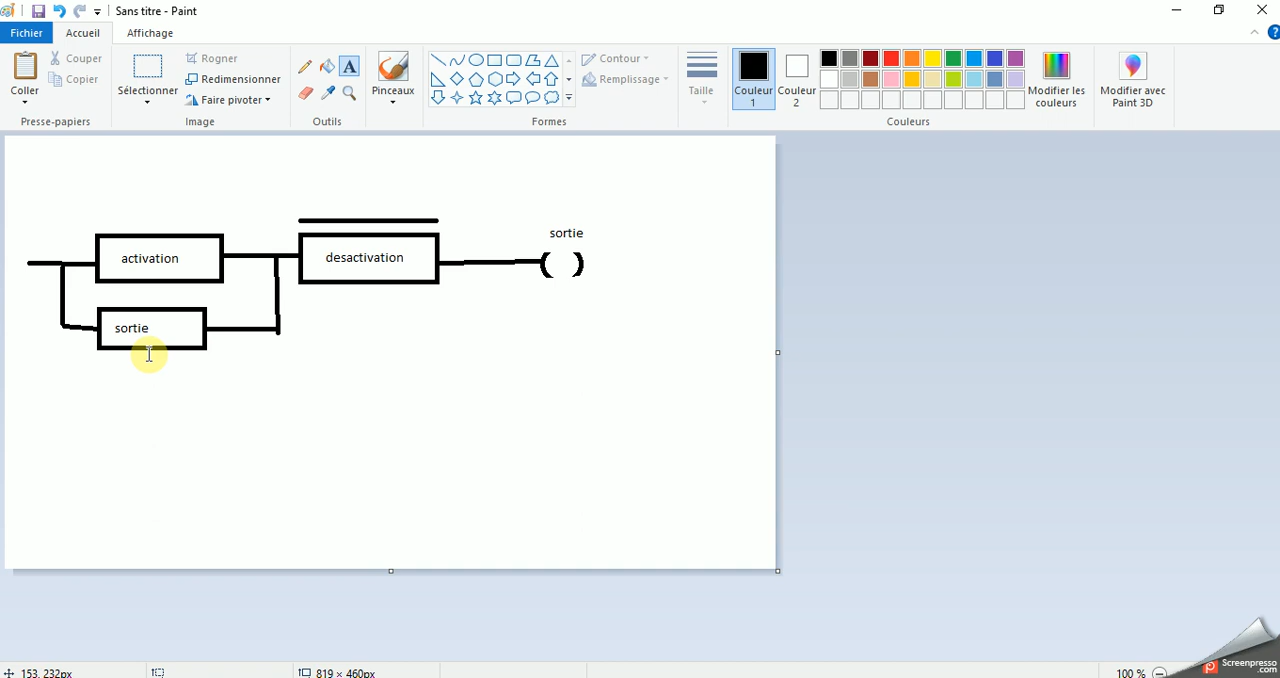 Sans titre - Paint
Fichier
Accueil
Affichage
Coller
Couper
Copier
Presse-papiers
Sélectionner
Rogner
Redimensionner
Faire pivoter
Image
A
Outils
Pinceaux
Contour
Remplissage
Formes
Taille
Couleur
1
Couleur
2
Modifier les
couleurs
Couleurs
Modifier avec
Paint 3D
?
activation
desactivation
sortie
( )
sortie
153, 232px
819 × 460px
100 %
Screenpresso
.com